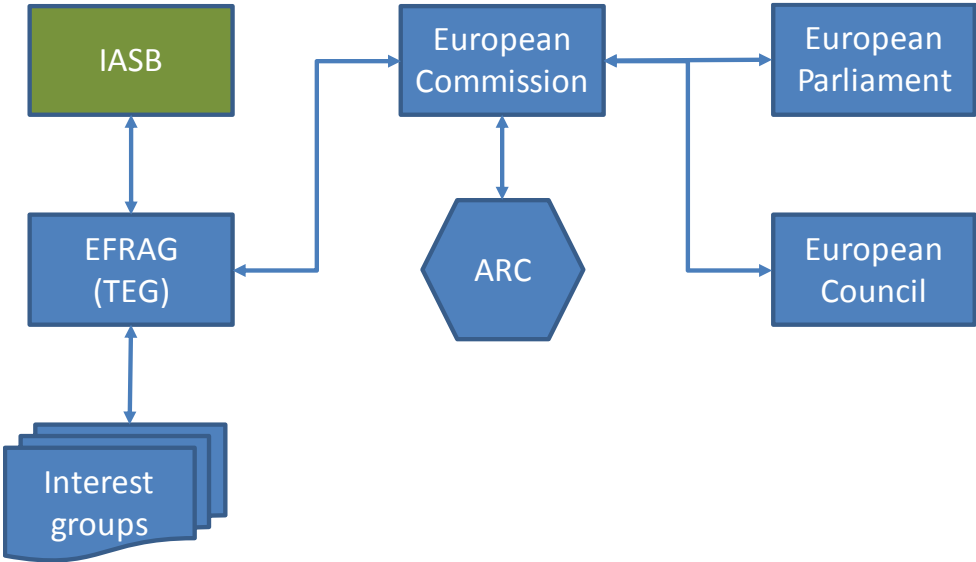 IASB
European
Commission
European
Parliament
EFRAG
(TEG)
ARC
European
Council
Interest
groups